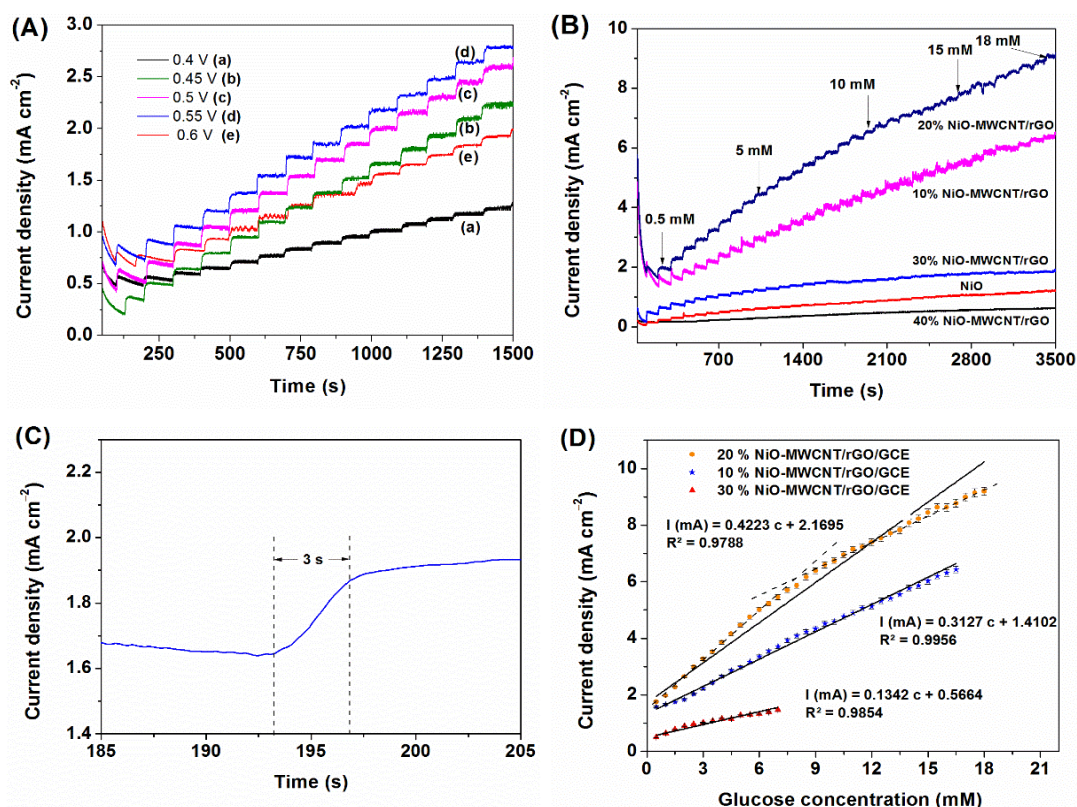 (A)
3.0
2.5
2.0
1.5
1.0
0.5
0.0
Current density (mA cm⁻²)
0.4 V (a)
0.45 V (b)
0.5 V (c)
0.55 V (d)
0.6 V (e)
(d)
(c)
(b)
(e)
(a)
250 500 750 1000 1250 1500
Time (s)
(B)
10
8
6
4
2
0
Current density (mA cm⁻²)
0.5 mM
5 mM
10 mM
15 mM
18 mM
20% NiO-MWCNT/rGO
10% NiO-MWCNT/rGO
30% NiO-MWCNT/rGO
NiO
40% NiO-MWCNT/rGO
700 1400 2100 2800 3500
Time (s)
(C)
2.2
2.0
1.8
1.6
1.4
Current density (mA cm⁻²)
3 s
185 190 195 200 205
Time (s)
(D)
10
8
6
4
2
0
Current density (mA cm⁻²)
20 % NiO-MWCNT/rGO/GCE
10 % NiO-MWCNT/rGO/GCE
30 % NiO-MWCNT/rGO/GCE
I (mA) = 0.4223 c + 2.1695
R² = 0.9788
I (mA) = 0.3127 c + 1.4102
R² = 0.9956
I (mA) = 0.1342 c + 0.5664
R² = 0.9854
0 3 6 9 12 15 18 21
Glucose concentration (mM)